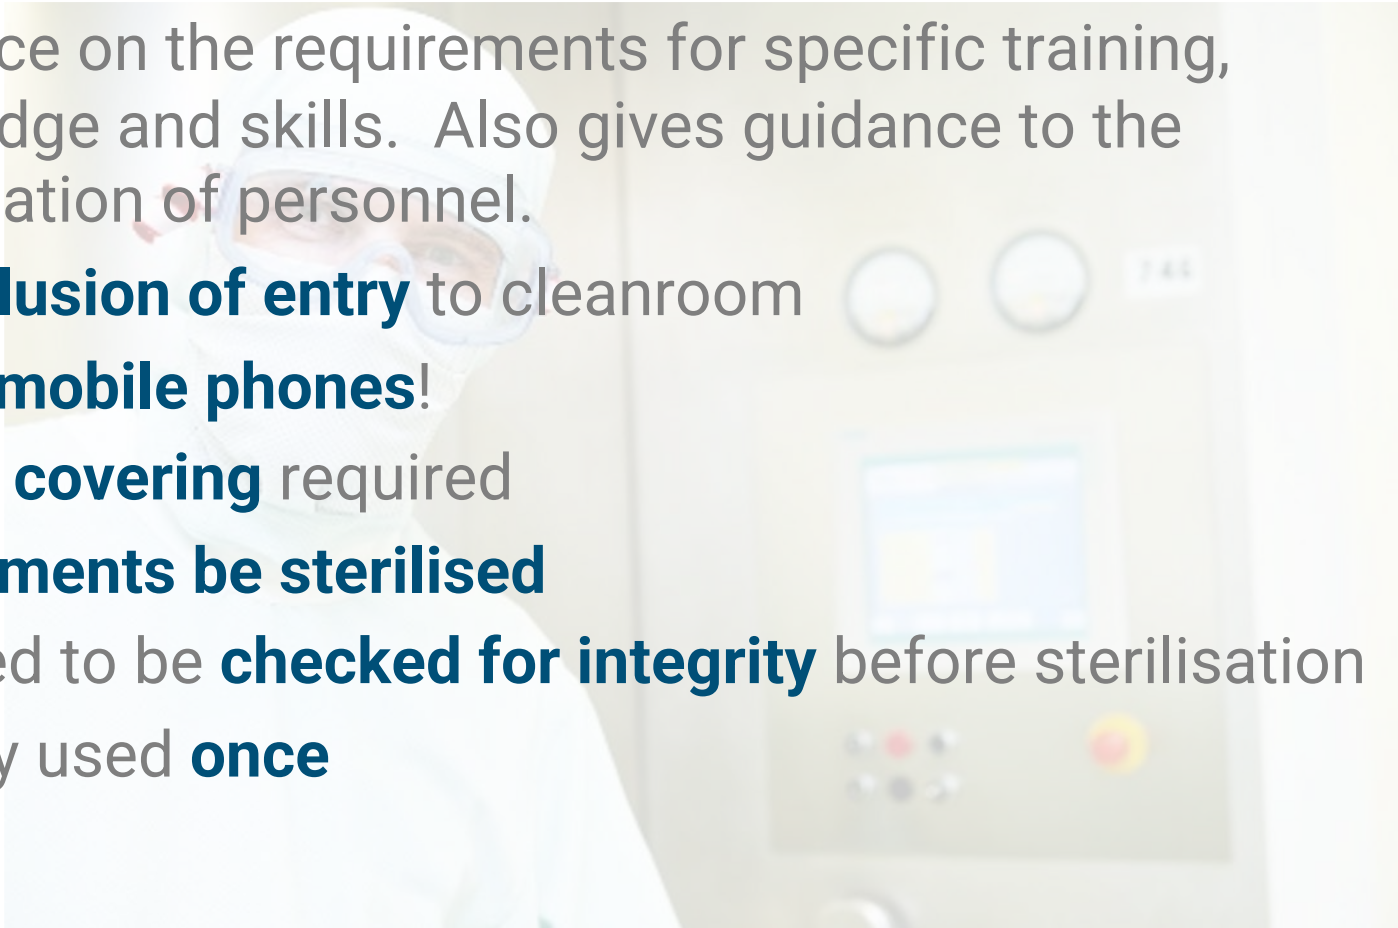 ce on the requirements for specific training,
dge and skills.  Also gives guidance to the
ation of personnel.
lusion of entry to cleanroom
mobile phones!
covering required
ments be sterilised
ed to be checked for integrity before sterilisation
y used once